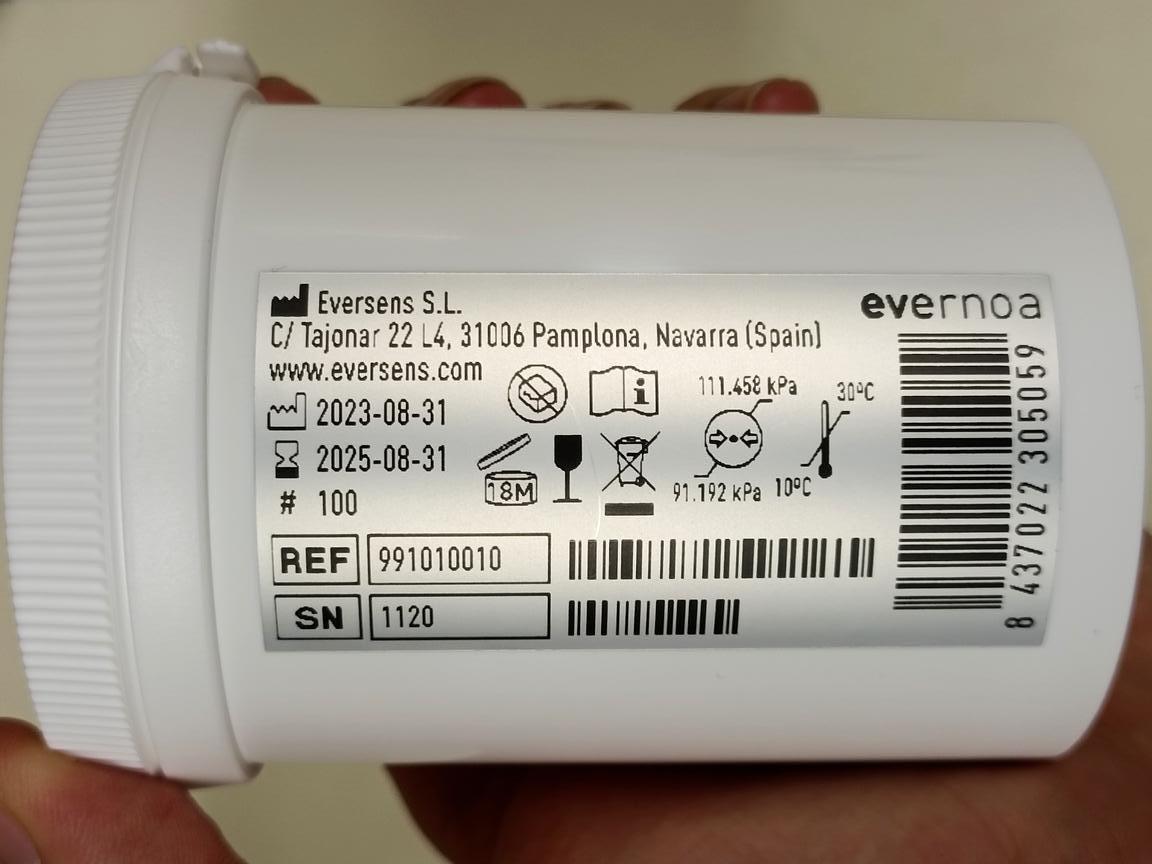 Eversens S.L.
evernoa
C/ Tajonar 22 L4, 31006 Pamplona, Navarra (Spain)
www.eversens.com
111.458 kPa
30ºC
2023-08-31
2025-08-31
18M
91.192 kPa
10ºC
# 100
REF 991010010
SN 1120
8 437022 305059